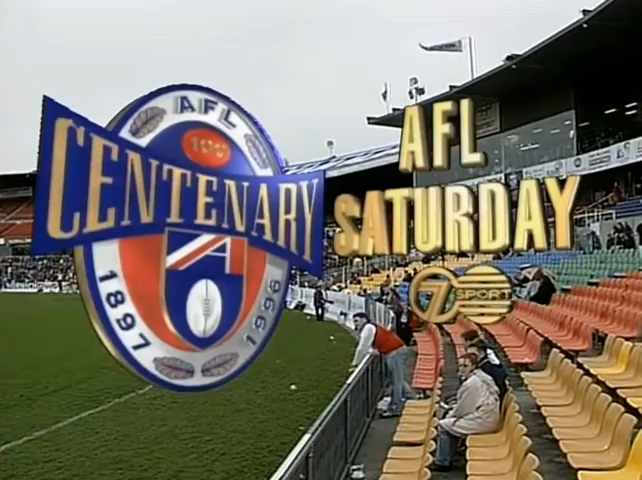 AFL
100
CENTENARY
A
1897
1996
AFL
SATURDAY
7 SPORT